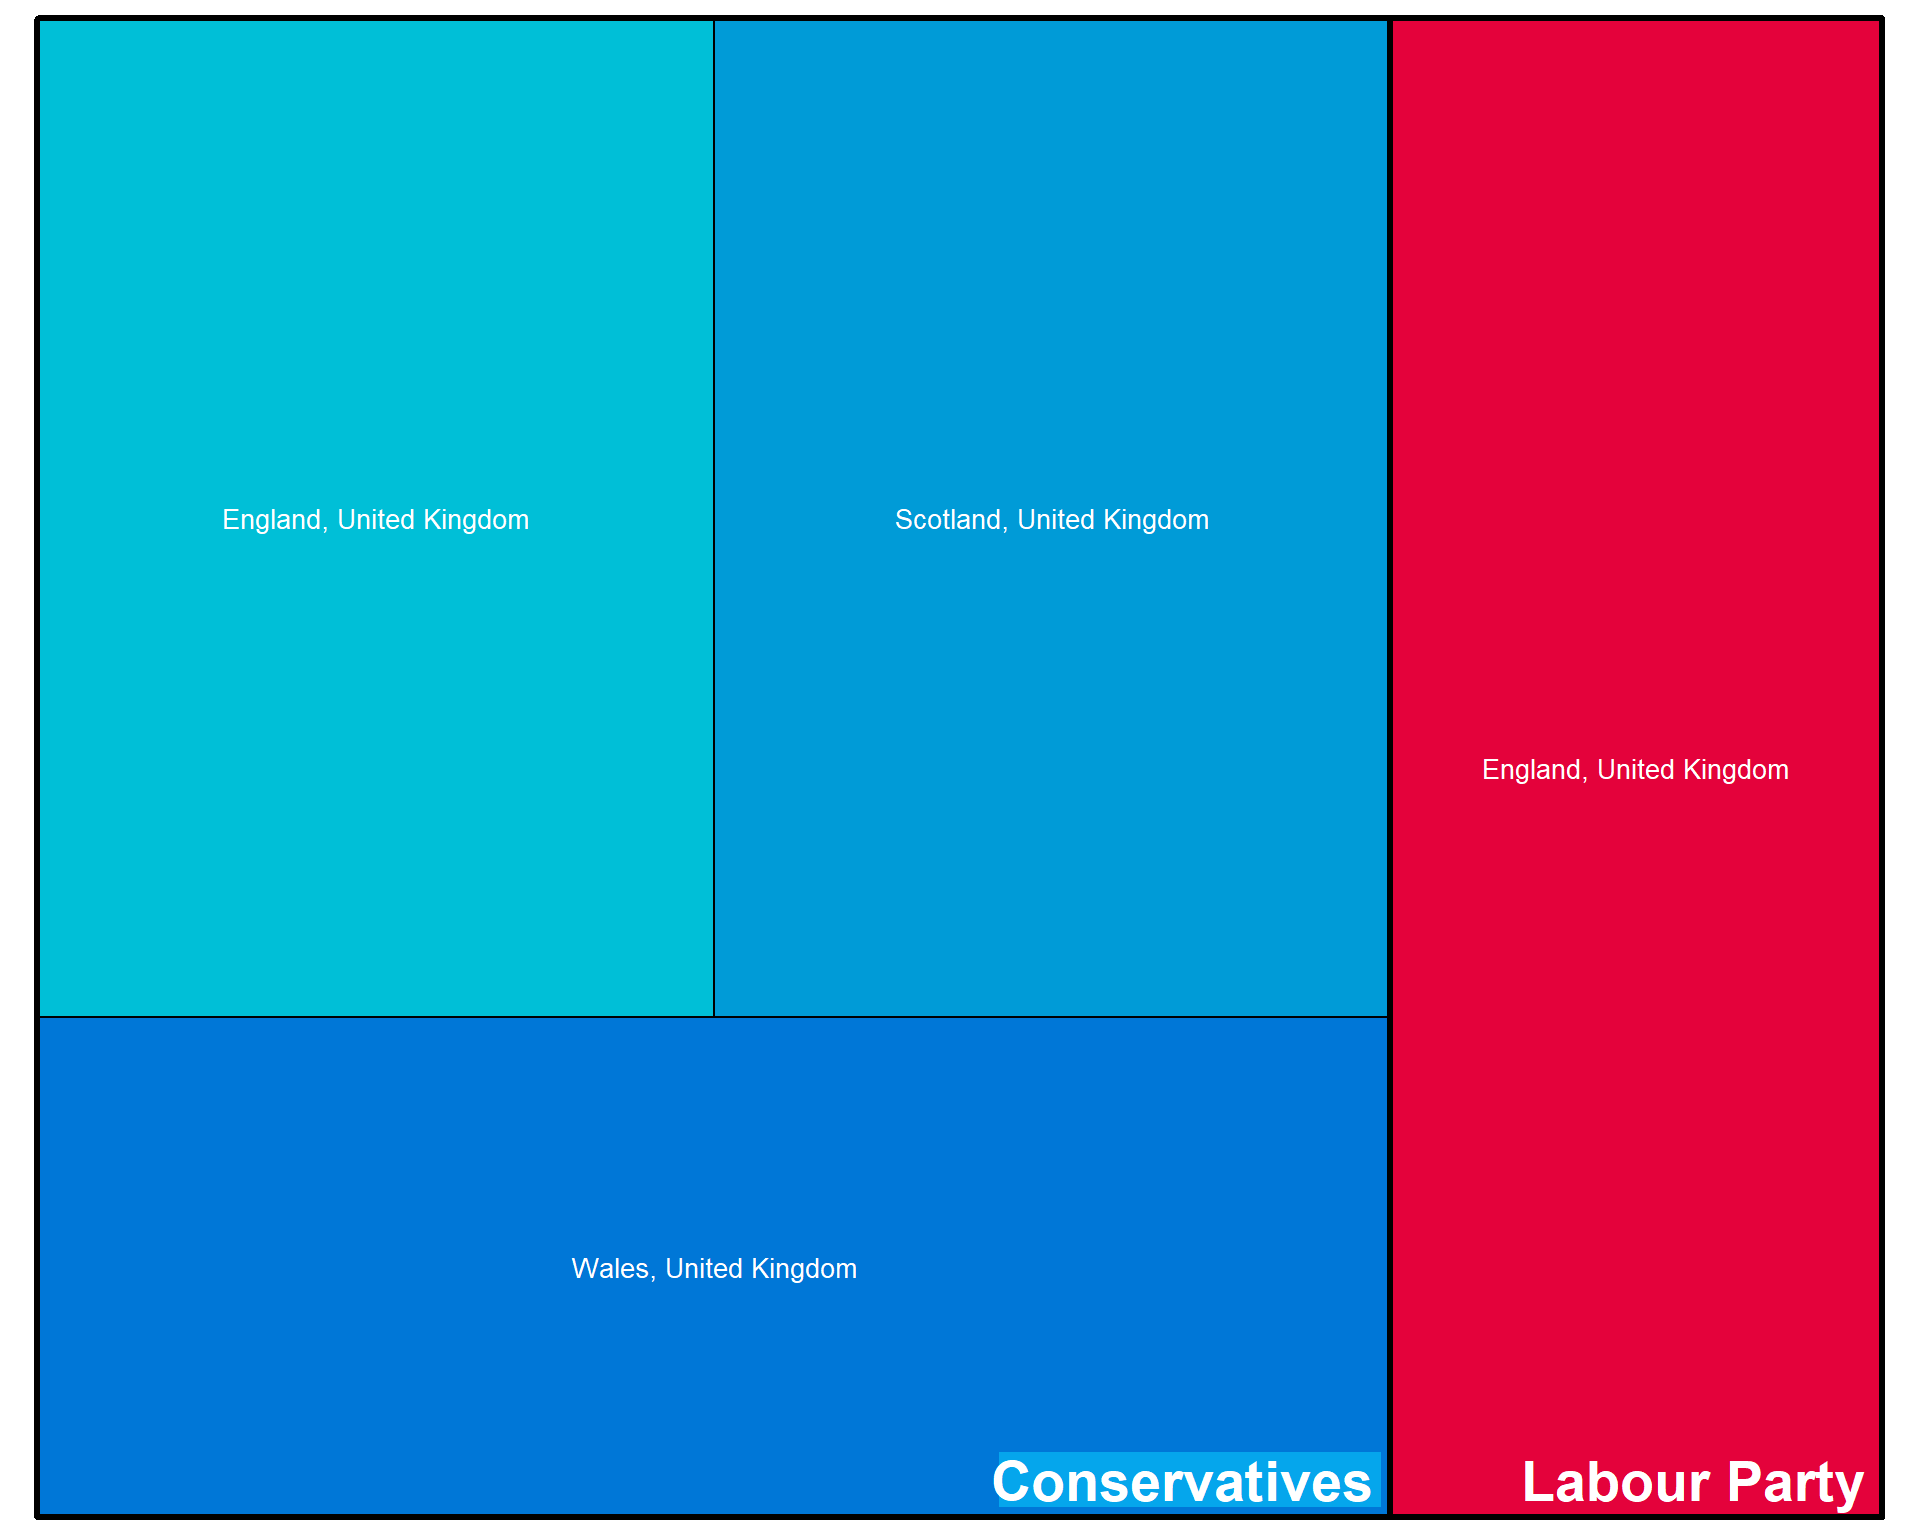 England, United Kingdom
Scotland, United Kingdom
England, United Kingdom
Wales, United Kingdom
Conservatives
Labour Party